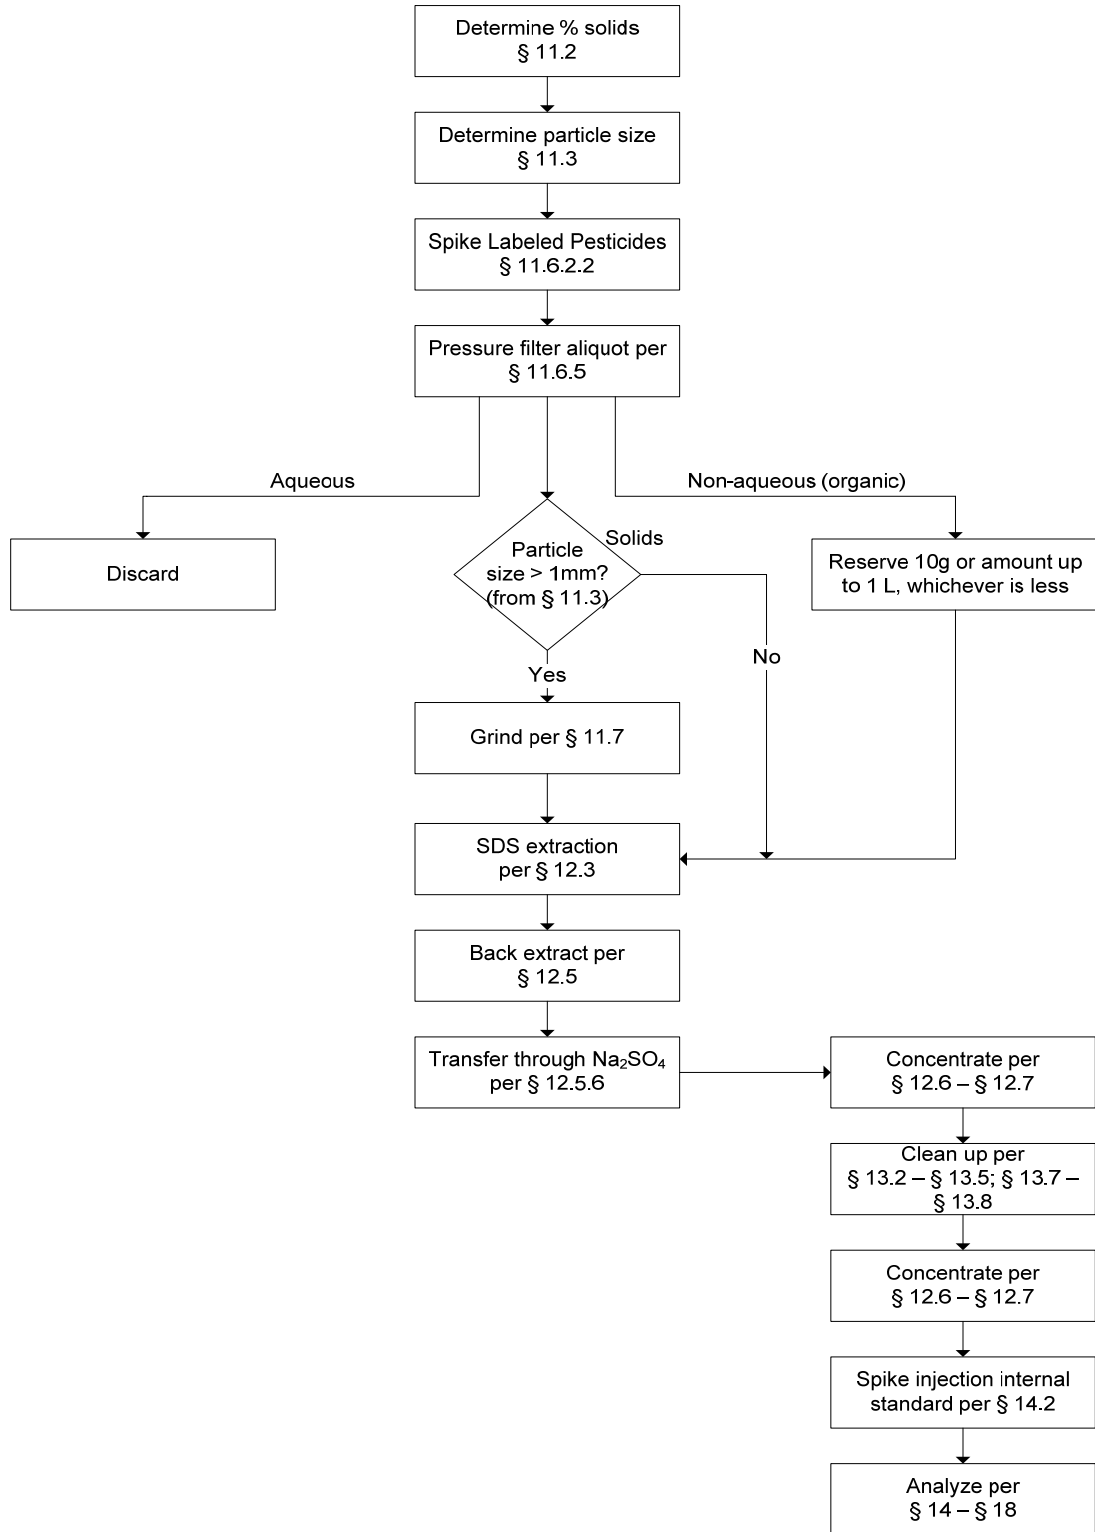 Determine % solids
§ 11.2
Determine particle size
§ 11.3
Spike Labeled Pesticides
§ 11.6.2.2
Pressure filter aliquot per
§ 11.6.5
Aqueous
Non-aqueous (organic)
Discard
Solids
Particle
size > 1mm?
(from § 11.3)
Reserve 10g or amount up
to 1 L, whichever is less
No
Yes
Grind per § 11.7
SDS extraction
per § 12.3
Back extract per
§ 12.5
Transfer through Na₂SO₄
per § 12.5.6
Concentrate per
§ 12.6 – § 12.7
Clean up per
§ 13.2 – § 13.5; § 13.7 –
§ 13.8
Concentrate per
§ 12.6 – § 12.7
Spike injection internal
standard per § 14.2
Analyze per
§ 14 – § 18